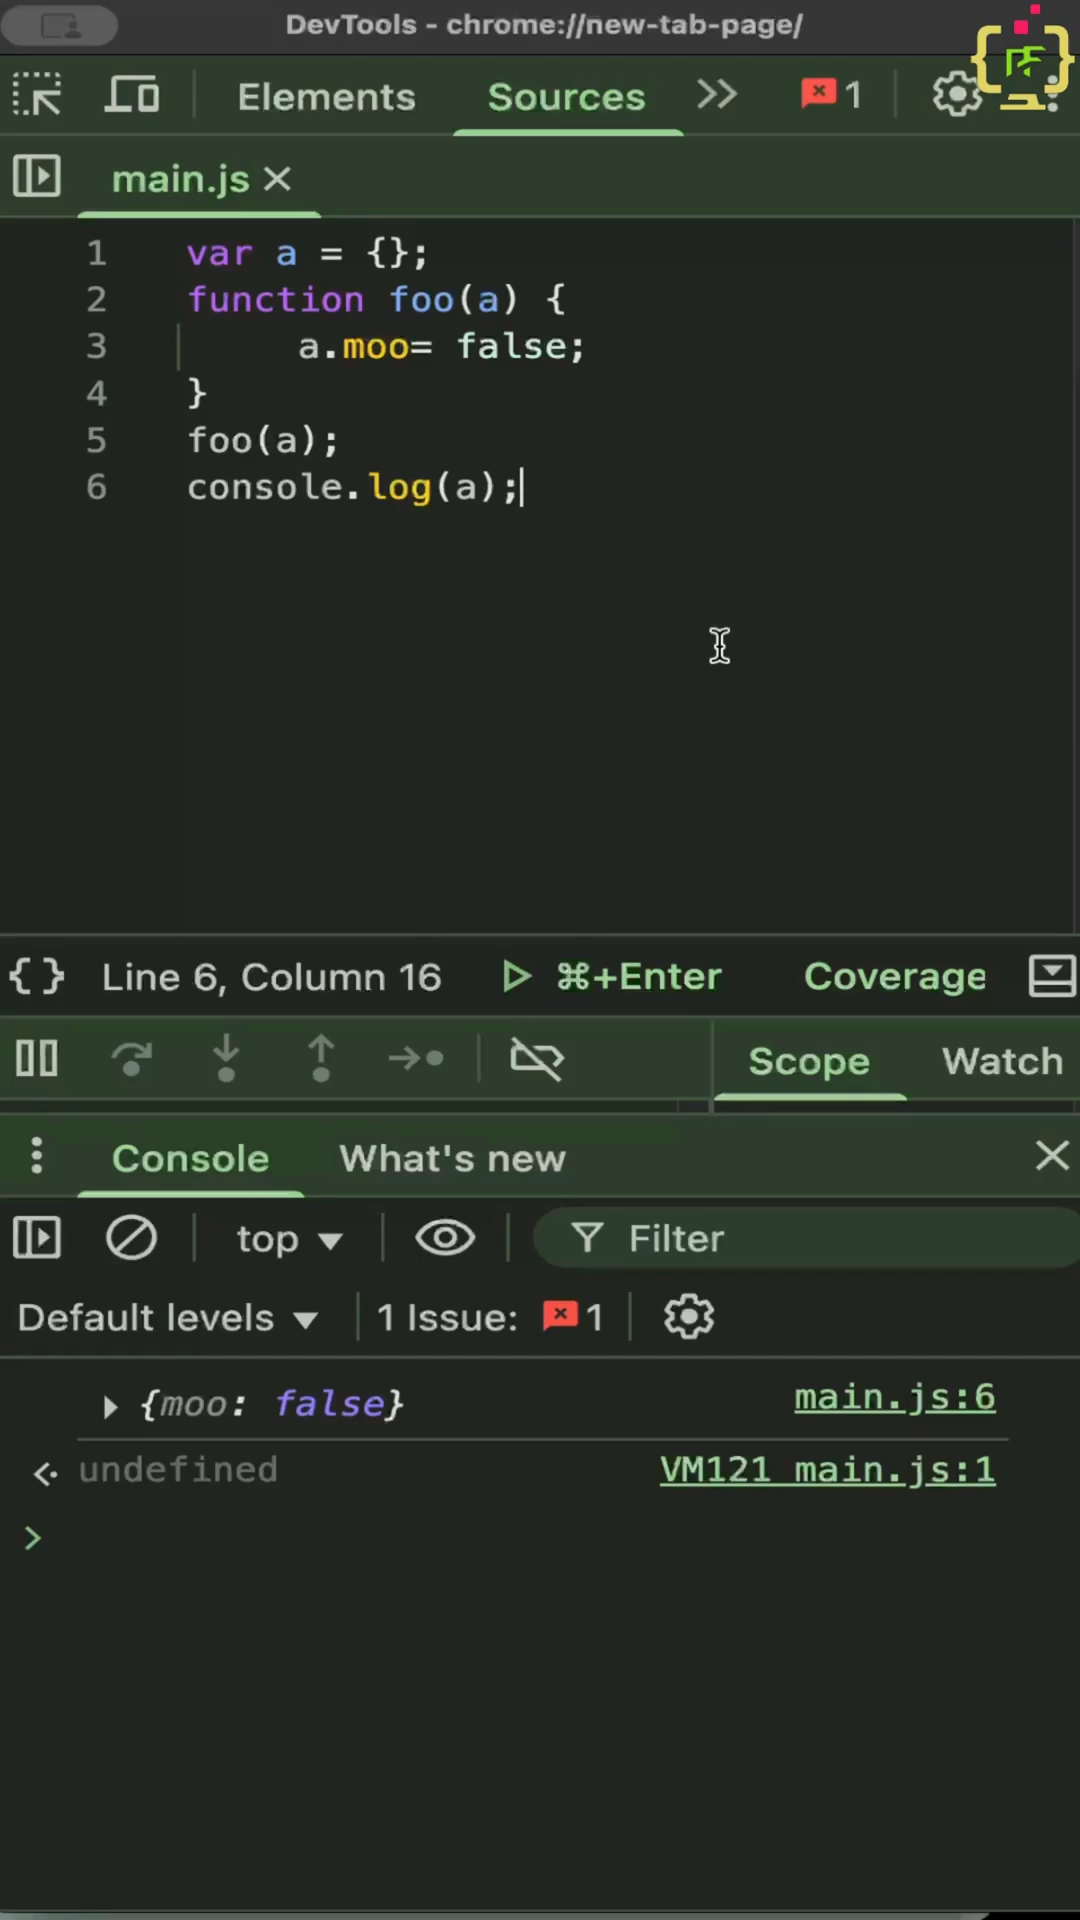 DevTools - chrome://new-tab-page/
Elements Sources 1
main.js
1 var a = {};
2 function foo(a) {
3 a.moo= false;
4 }
5 foo(a);
6 console.log(a);
{} Line 6, Column 16 ⌘+Enter Coverage
Scope Watch
Console What's new
top Filter
Default levels 1 Issue: 1
{moo: false} main.js:6
undefined VM121 main.js:1